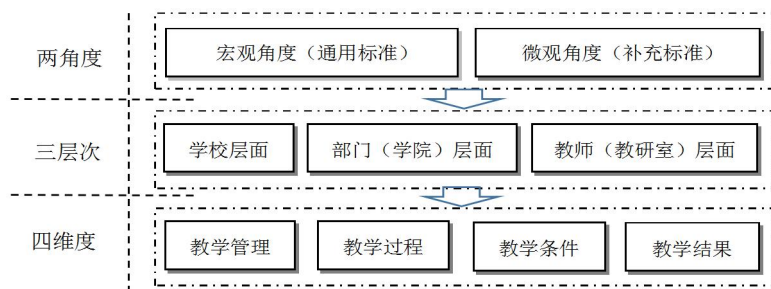 两角度
宏观角度（通用标准）
微观角度（补充标准）
三层次
学校层面
部门（学院）层面
教师（教研室）层面
四维度
教学管理
教学过程
教学条件
教学结果